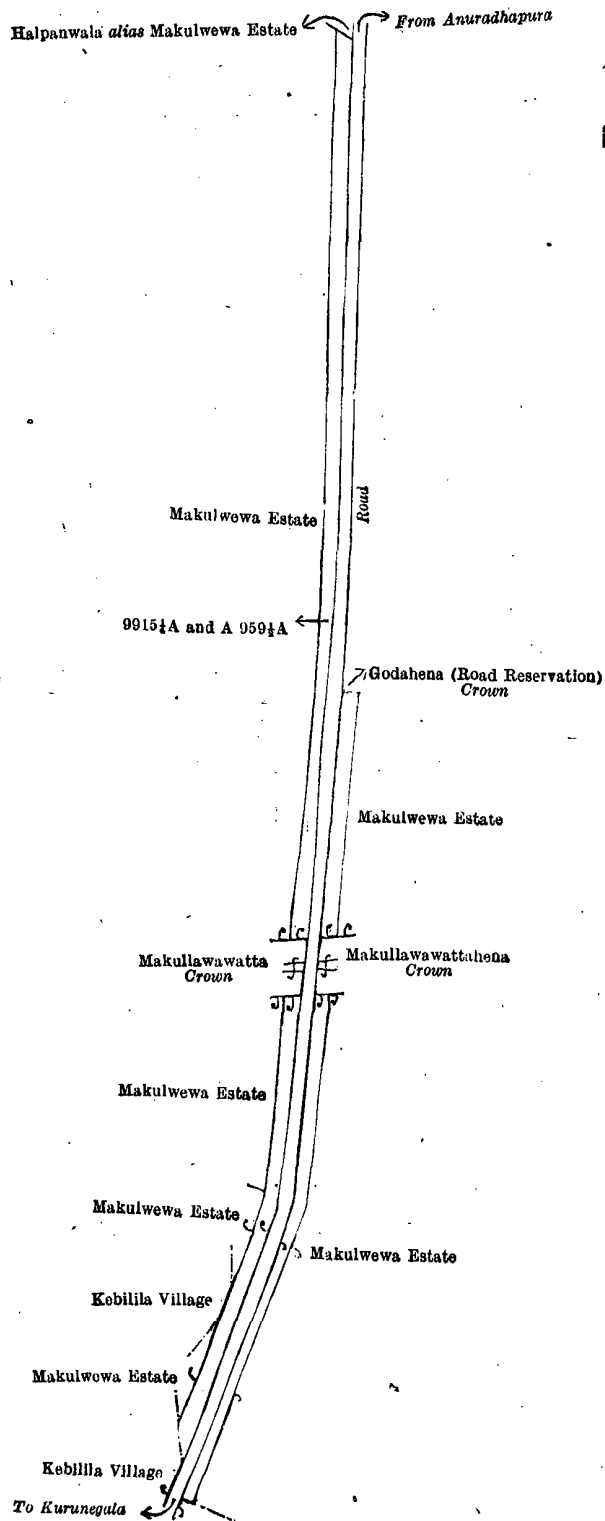 Halpanwala alias Makulwewa Estate
From Anuradhapura
Makulwewa Estate
Road
9915½A and A 959½A
Godahena (Road Reservation)
Crown
Makulwewa Estate
Makullawawatta
Crown
Makullawawattahena
Crown
Makulwewa Estate
Makulwewa Estate
Makulwewa Estate
Kebilila Village
Makulwewa Estate
Kebilila Village
To Kurunegala